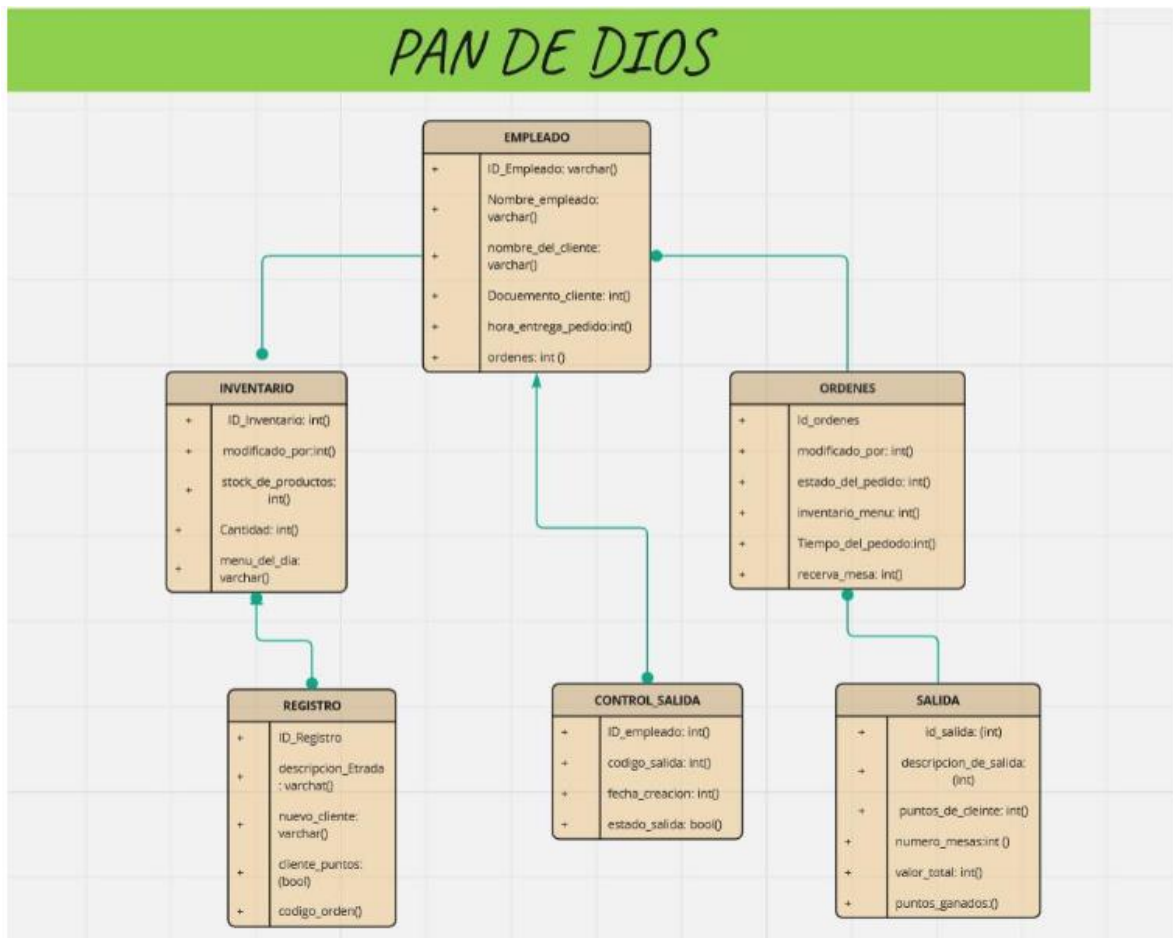 PAN DE DIOS
EMPLEADO
+ ID_Empleado: varchar()
+ Nombre_empleado:
varchar()
+ nombre_del_cliente:
varchar()
+ Docuemento_cliente: int()
+ hora_entrega_pedido:int()
+ ordenes: int ()
INVENTARIO
+ ID_Inventario: int()
+ modificado_por:int()
+ stock_de_productos:
int()
+ Cantidad: int()
+ menu_del_dia:
varchar()
ORDENES
+ Id_ordenes
+ modificado_por: int()
+ estado_del_pedido: int()
+ inventario_menu: int()
+ Tiempo_del_pedodo:int()
+ recerva_mesa: int()
REGISTRO
+ ID_Registro
+ descripcion_Etrada
: varchat()
+ nuevo_cliente:
varchar()
+ cliente_puntos:
(bool)
+ codigo_orden()
CONTROL_SALIDA
+ ID_empleado: int()
+ codigo_salida: int()
+ fecha_creacion: int()
+ estado_salida: bool()
SALIDA
+ id_salida: (int)
+ descripcion_de_salida:
(int)
+ puntos_de_cleinte: int()
+ numero_mesas:int ()
+ valor_total: int()
+ puntos_ganados:()